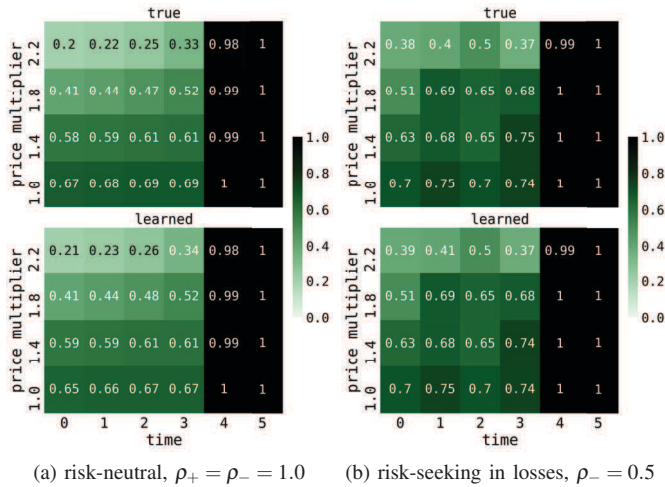 true
2.2 0.2 0.22 0.25 0.33 0.98 1
1.8 0.41 0.44 0.47 0.52 0.99 1
1.4 0.58 0.59 0.61 0.61 0.99 1
1.0 0.67 0.68 0.69 0.69 1 1
price multi-plier
1.0
0.8
0.6
0.4
0.2
0.0
learned
2.2 0.21 0.23 0.26 0.34 0.98 1
1.8 0.41 0.44 0.48 0.52 0.99 1
1.4 0.59 0.59 0.61 0.61 0.99 1
1.0 0.65 0.66 0.67 0.67 1 1
price multiplier
0 1 2 3 4 5
time
(a) risk-neutral, ρ₊ = ρ₋ = 1.0
true
2.2 0.38 0.4 0.5 0.37 0.99 1
1.8 0.51 0.69 0.65 0.68 1 1
1.4 0.63 0.68 0.65 0.75 1 1
1.0 0.7 0.75 0.7 0.74 1 1
price multi-plier
1.0
0.8
0.6
0.4
0.2
0.0
learned
2.2 0.39 0.41 0.5 0.37 0.99 1
1.8 0.51 0.69 0.65 0.68 1 1
1.4 0.63 0.68 0.65 0.74 1 1
1.0 0.7 0.75 0.7 0.74 1 1
price multiplier
0 1 2 3 4 5
time
(b) risk-seeking in losses, ρ₋ = 0.5